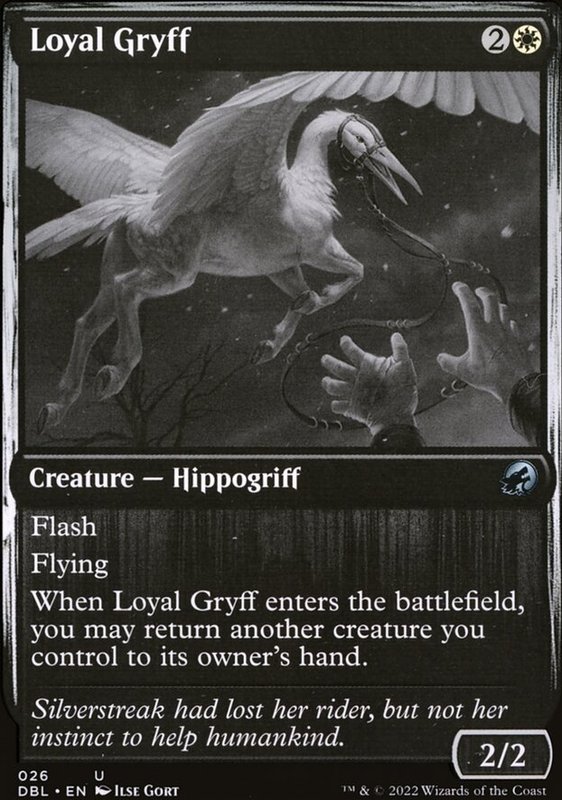 Loyal Gryff 2
Creature — Hippogriff
Flash
Flying
When Loyal Gryff enters the battlefield,
you may return another creature you
control to its owner's hand.
Silverstreak had lost her rider, but not her
instinct to help humankind.
2/2
026 U
DBL • EN Ilse Gort
™ & © 2022 Wizards of the Coast